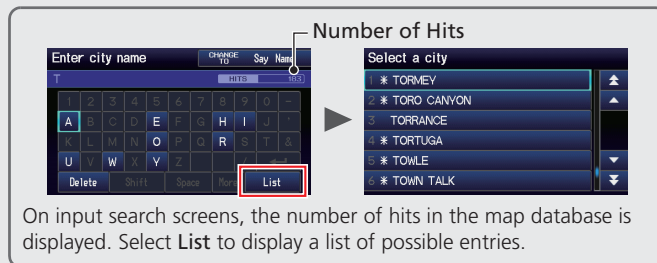 Number of Hits
Enter city name
CHANGE TO Say Name
T
HITS 183
1 2 3 4 5 6 7 8 9 0 -
A B C D E F G H I J '
K L M N O P Q R S T &
U V W X Y Z /
Delete Shift Space More List
Select a city
1 ✱ TORMEY
2 ✱ TORO CANYON
3 TORRANCE
4 ✱ TORTUGA
5 ✱ TOWLE
6 ✱ TOWN TALK
On input search screens, the number of hits in the map database is
displayed. Select List to display a list of possible entries.